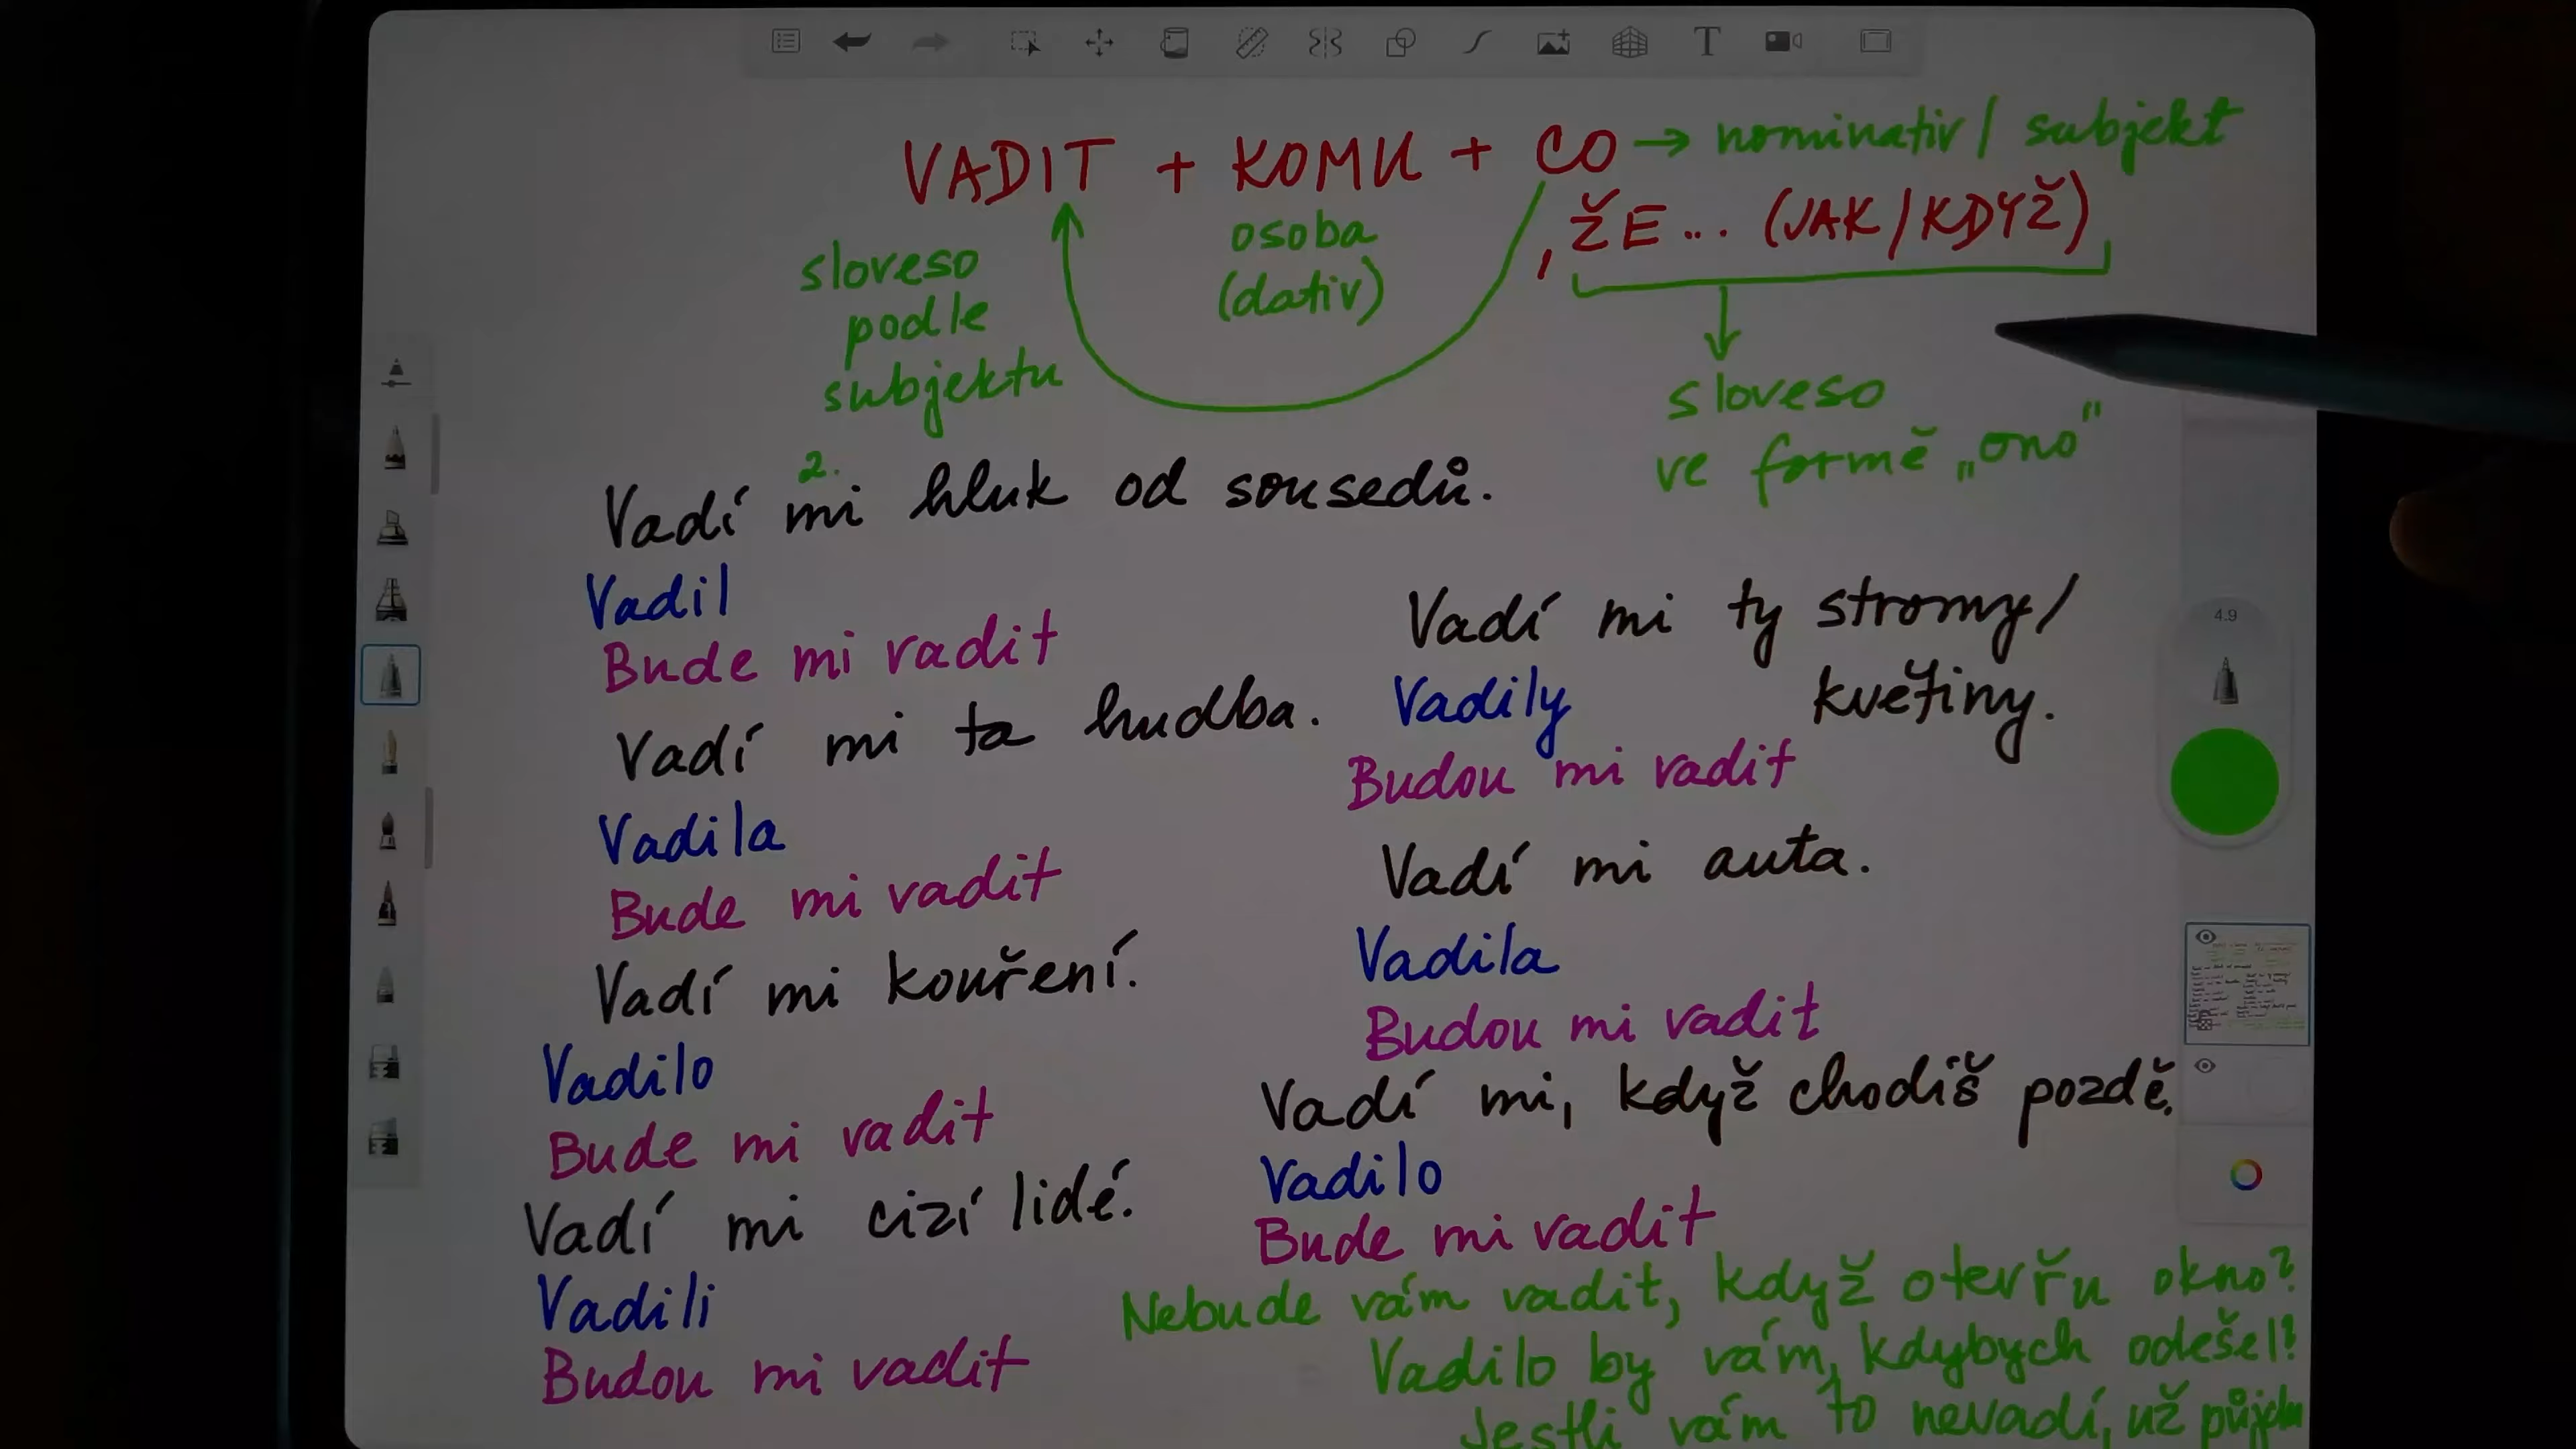 VADIT + KOMU + CO → nominativ / subjekt
, ŽE... (JAK/KDYŽ)
sloveso
podle
subjektu
osoba
(dativ)
sloveso
ve formě „ono"
2.
Vadí mi hluk od sousedů.
Vadil
Bude mi vadit
Vadí mi ta hudba.
Vadila
Bude mi vadit
Vadí mi kouření.
Vadilo
Bude mi vadit
Vadí mi cizí lidé.
Vadili
Budou mi vadit
Vadí mi ty stromy/
květiny.
Vadily
Budou mi vadit
Vadí mi auta.
Vadila
Budou mi vadit
Vadí mi, když chodíš pozdě.
Vadilo
Bude mi vadit
Nebude vám vadit, když otevřu okno?
Vadilo by vám, kdybych odešel?
Jestli vám to nevadí, už půjdu
T
4.9